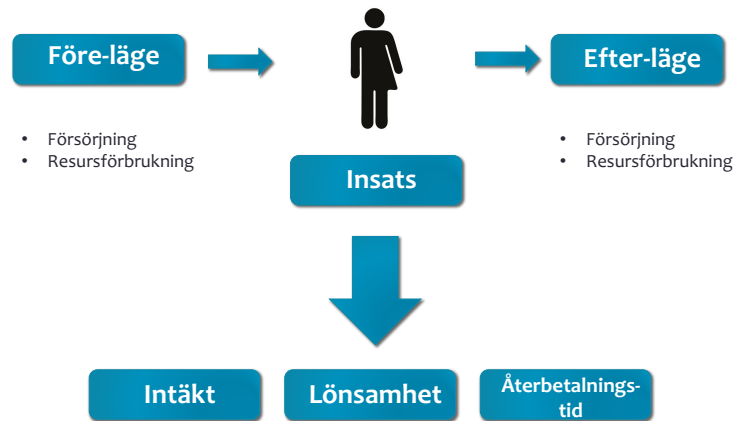 Före-läge
Efter-läge
• Försörjning
• Resursförbrukning
• Försörjning
• Resursförbrukning
Insats
Intäkt
Lönsamhet
Återbetalnings-
tid